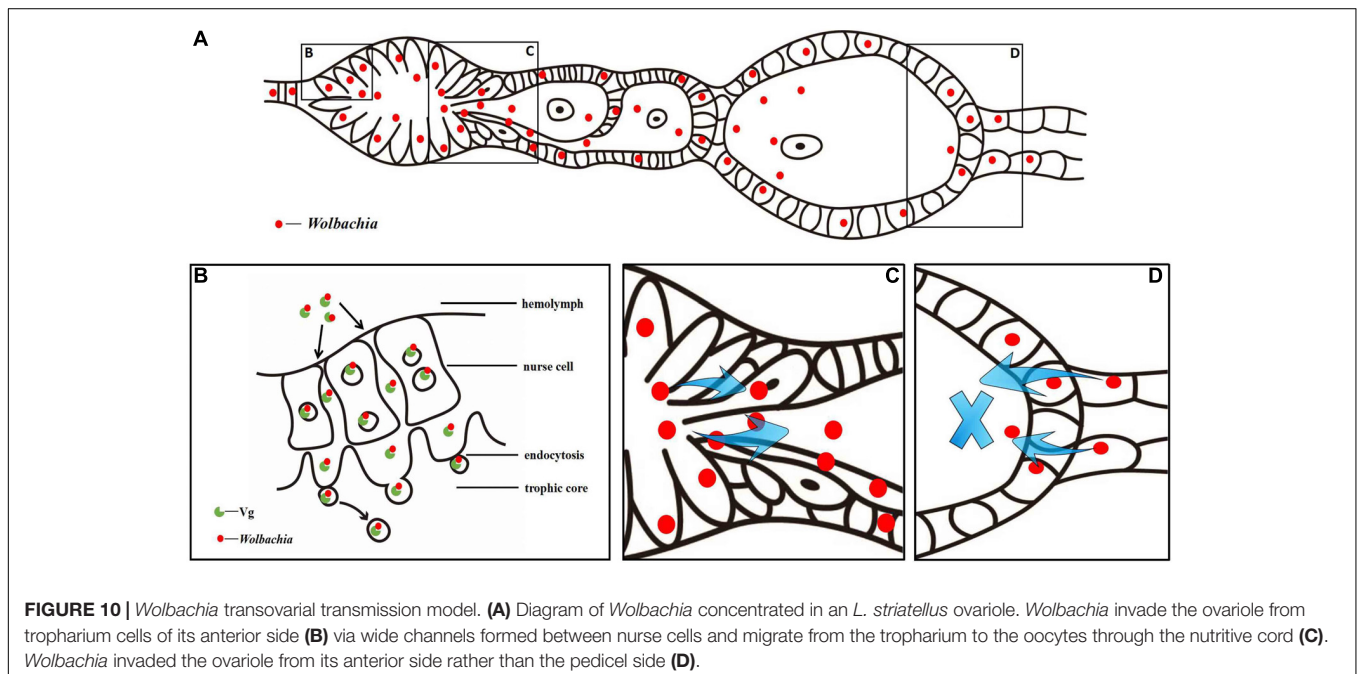 A
B
C
D
— Wolbachia
B
hemolymph
nurse cell
endocytosis
trophic core
—Vg
—Wolbachia
C
D
FIGURE 10 | Wolbachia transovarial transmission model. (A) Diagram of Wolbachia concentrated in an L. striatellus ovariole. Wolbachia invade the ovariole from
tropharium cells of its anterior side (B) via wide channels formed between nurse cells and migrate from the tropharium to the oocytes through the nutritive cord (C).
Wolbachia invaded the ovariole from its anterior side rather than the pedicel side (D).